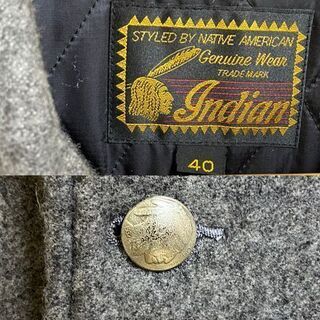 STYLED BY NATIVE AMERICAN
Genuine Wear
TRADE MARK
Indian
40